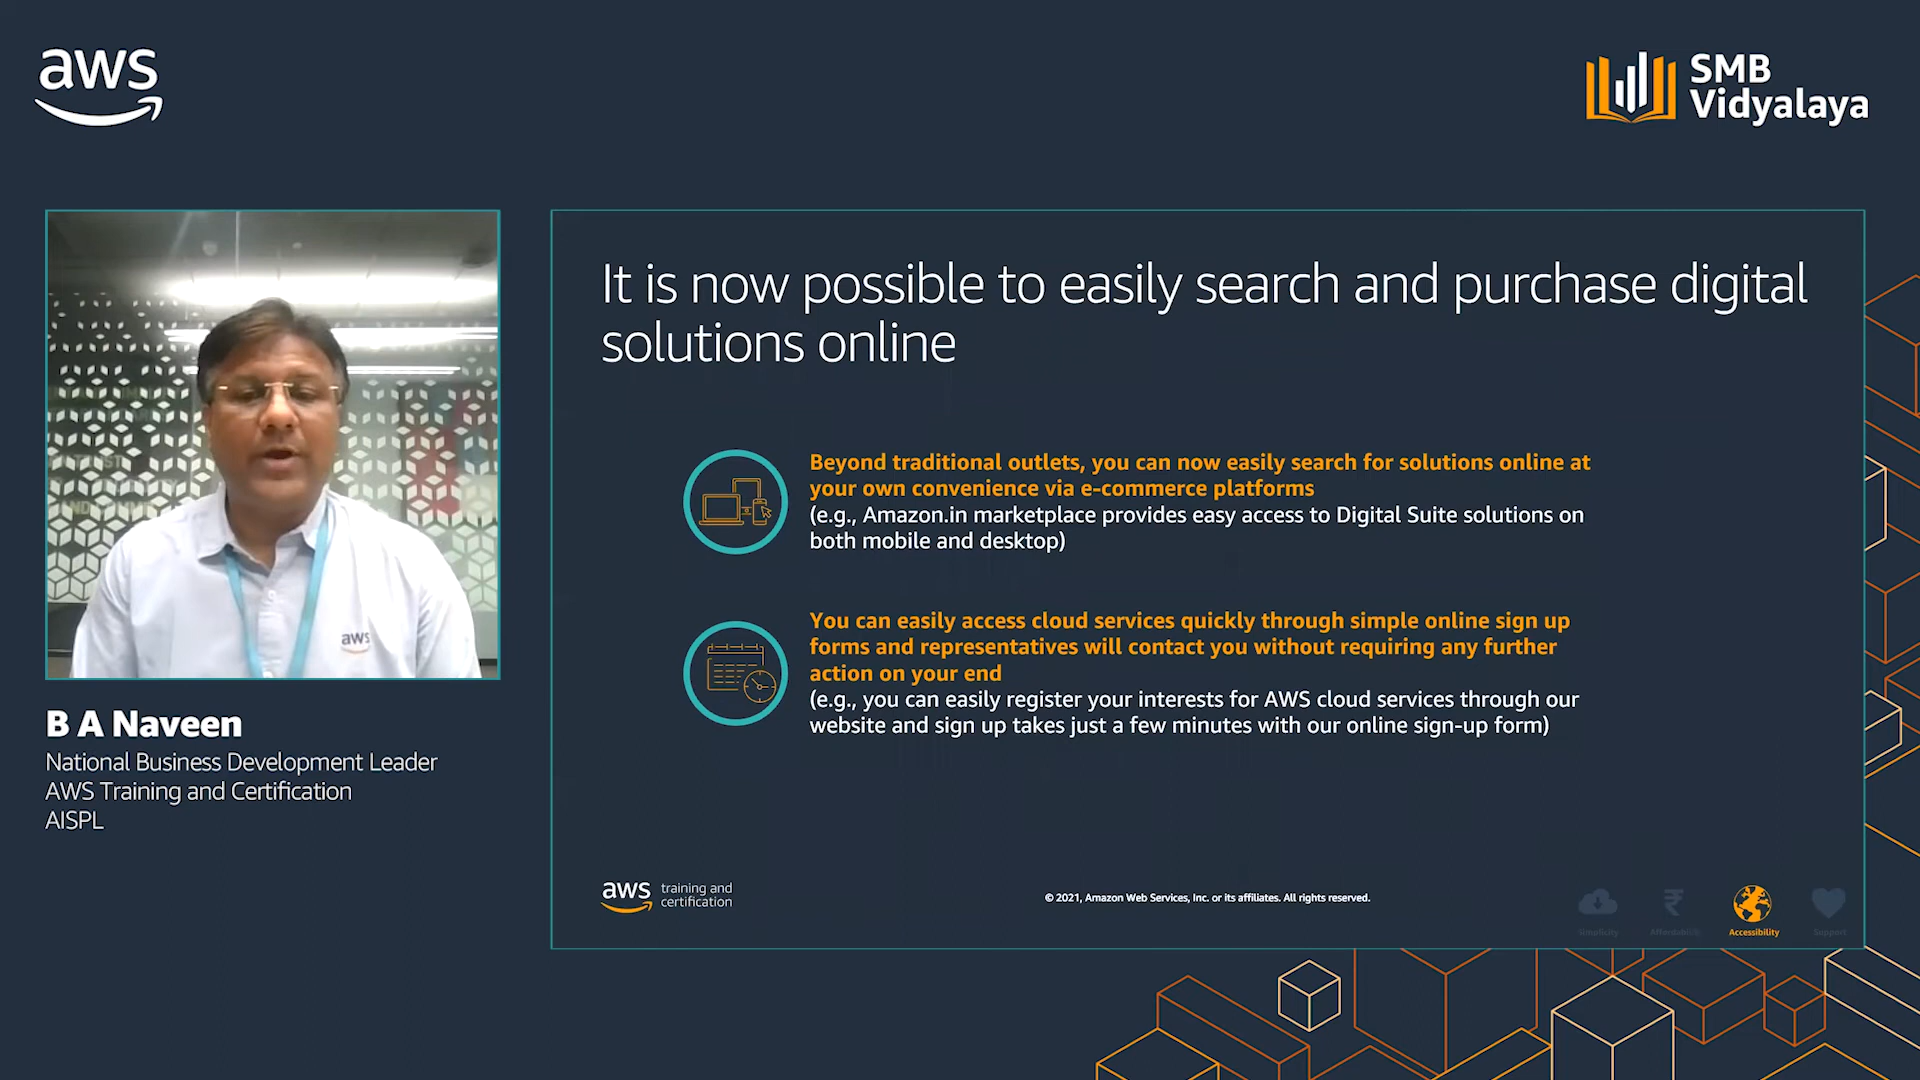 aws
SMB
Vidyalaya
It is now possible to easily search and purchase digital
solutions online
Beyond traditional outlets, you can now easily search for solutions online at
your own convenience via e-commerce platforms
(e.g., Amazon.in marketplace provides easy access to Digital Suite solutions on
both mobile and desktop)
You can easily access cloud services quickly through simple online sign up
forms and representatives will contact you without requiring any further
action on your end
(e.g., you can easily register your interests for AWS cloud services through our
website and sign up takes just a few minutes with our online sign-up form)
aws
B A Naveen
National Business Development Leader
AWS Training and Certification
AISPL
aws training and
certification
© 2021, Amazon Web Services, Inc. or its affiliates. All rights reserved.
Simplicity
Accessibility
Support